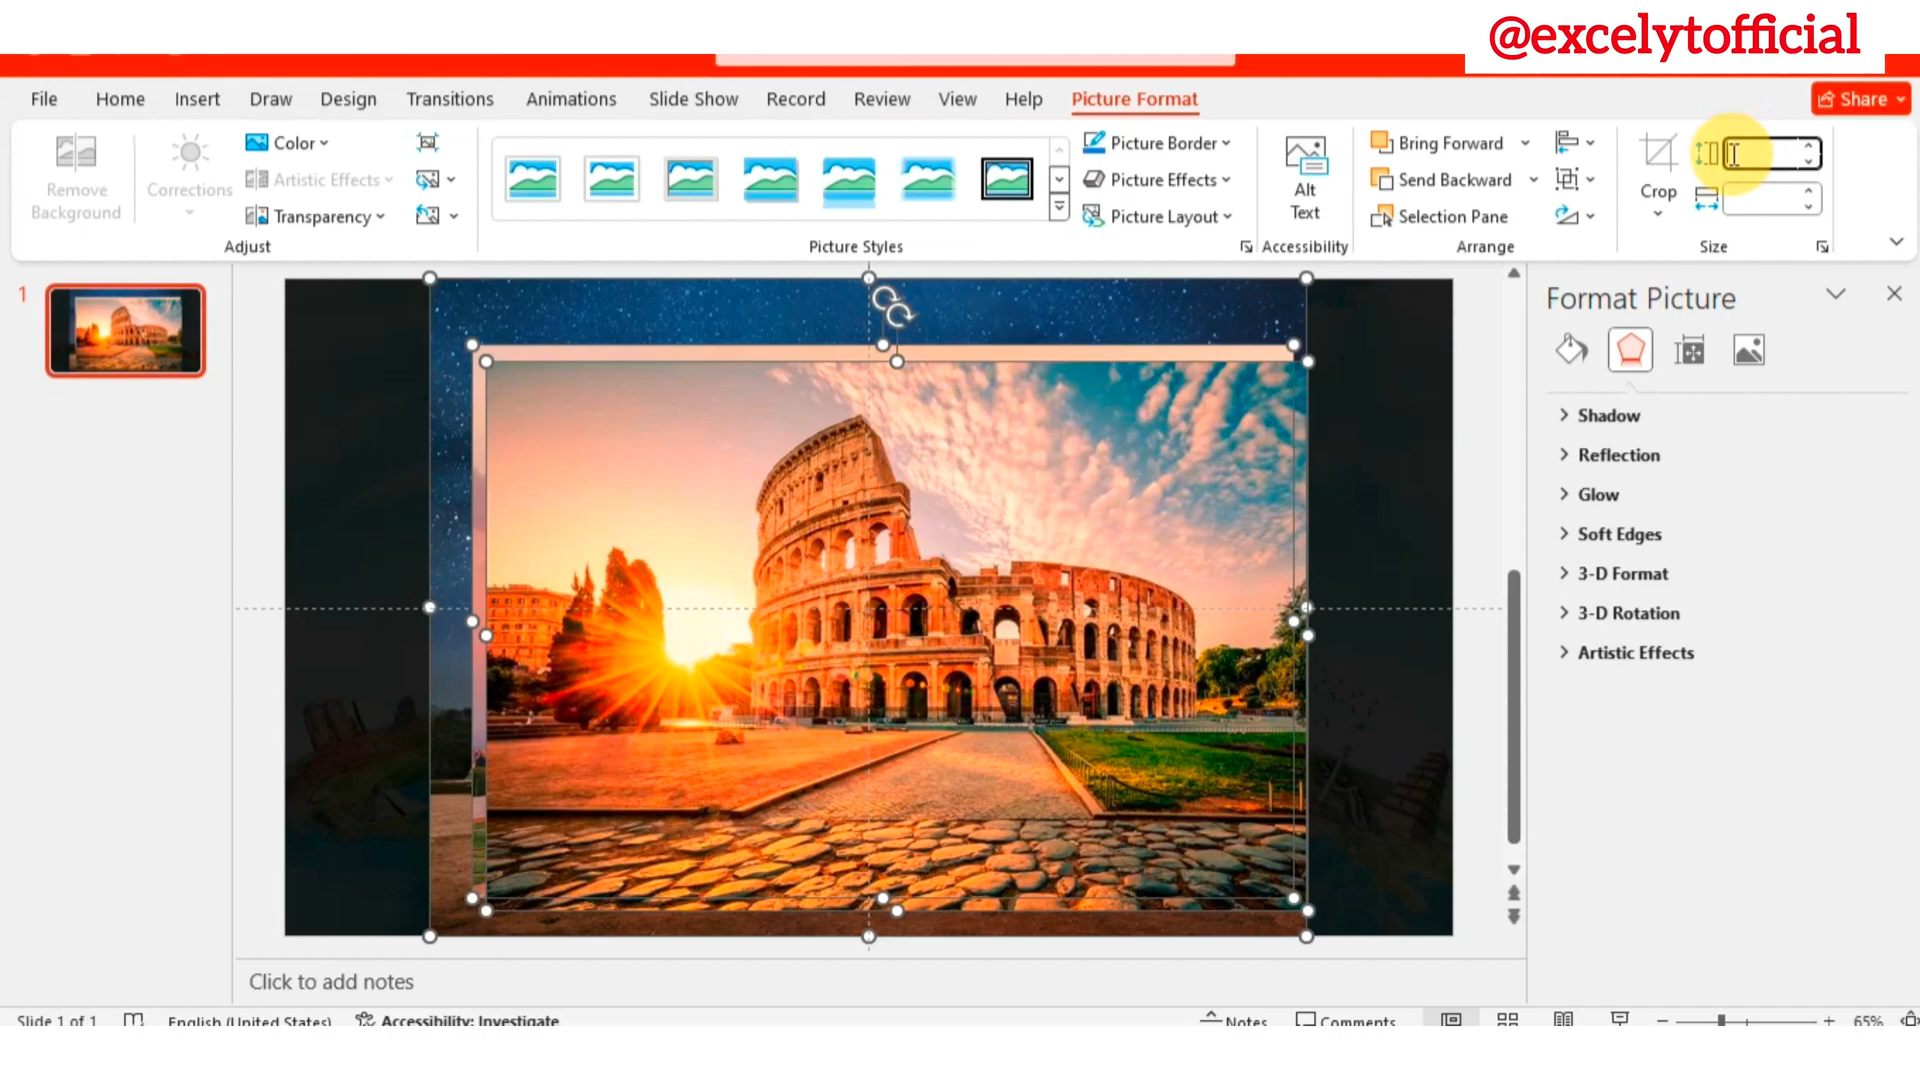 @excelytofficial
File Home Insert Draw Design Transitions Animations Slide Show Record Review View Help Picture Format Share
Remove Background
Corrections
Color
Artistic Effects
Transparency
Adjust
Picture Styles
Picture Border
Picture Effects
Picture Layout
Alt Text
Accessibility
Bring Forward
Send Backward
Selection Pane
Arrange
Crop
Size
1
Format Picture
Shadow
Reflection
Glow
Soft Edges
3-D Format
3-D Rotation
Artistic Effects
Click to add notes
Slide 1 of 1 English (United States) Accessibility: Investigate Notes Comments 65%